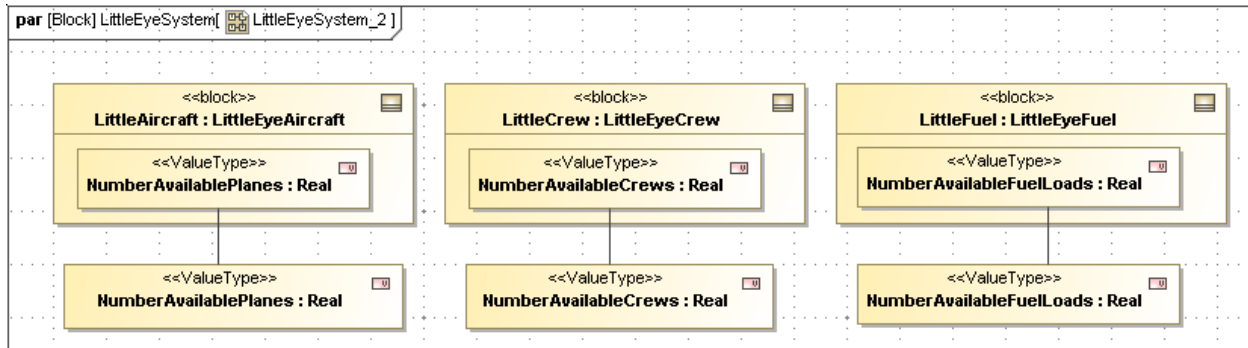 par [Block] LittleEyeSystem[ LittleEyeSystem_2 ]
<<block>>
LittleAircraft : LittleEyeAircraft
<<ValueType>>
NumberAvailablePlanes : Real
<<ValueType>>
NumberAvailablePlanes : Real
<<block>>
LittleCrew : LittleEyeCrew
<<ValueType>>
NumberAvailableCrews : Real
<<ValueType>>
NumberAvailableCrews : Real
<<block>>
LittleFuel : LittleEyeFuel
<<ValueType>>
NumberAvailableFuelLoads : Real
<<ValueType>>
NumberAvailableFuelLoads : Real